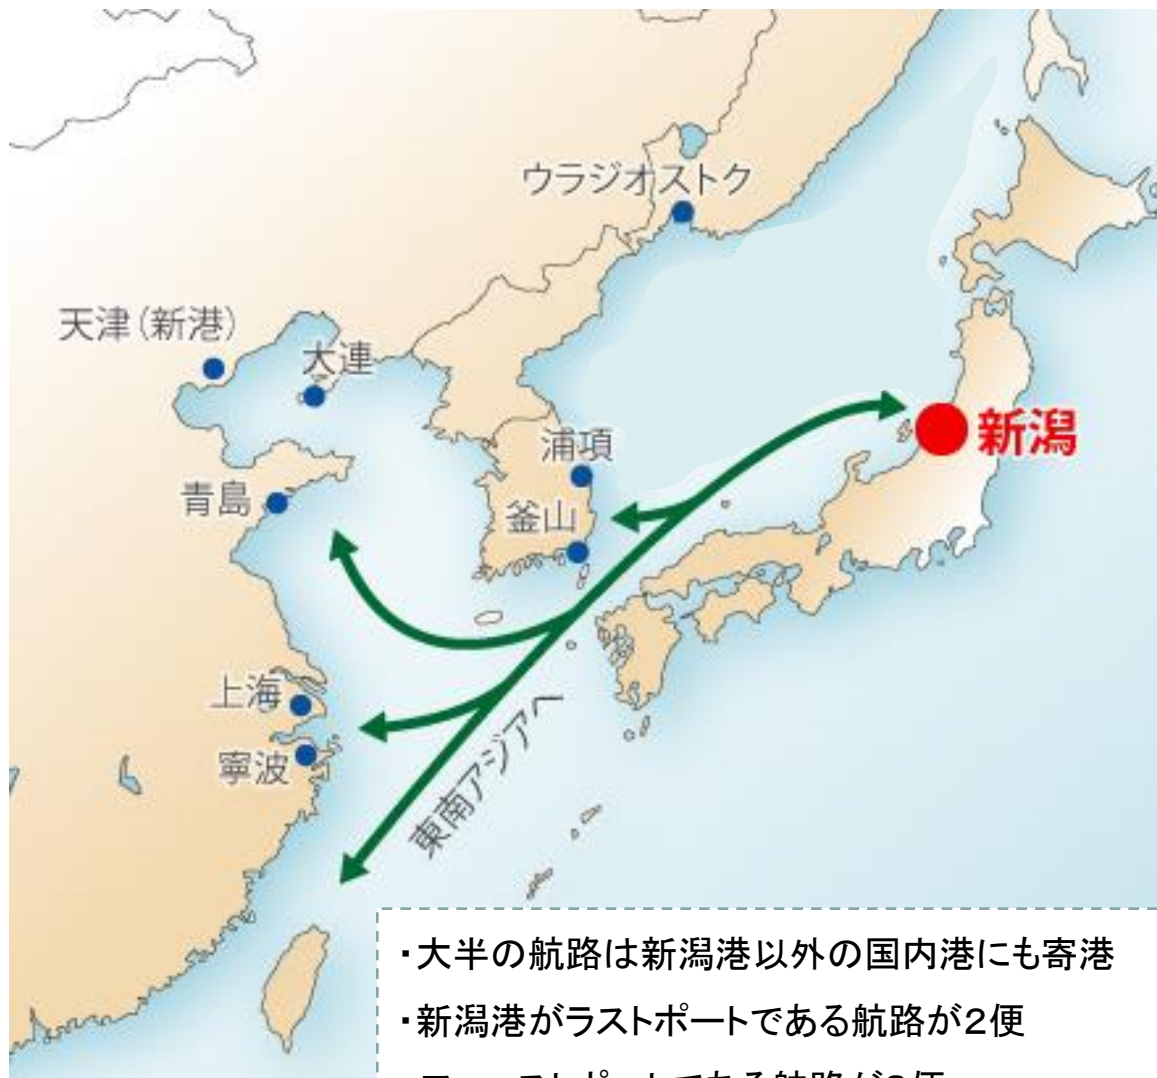 ウラジオストク
天津(新港)
大連
新潟
浦項
青島
釜山
上海
寧波
東南アジアへ
・大半の航路は新潟港以外の国内港にも寄港
・新潟港がラストポートである航路が2便